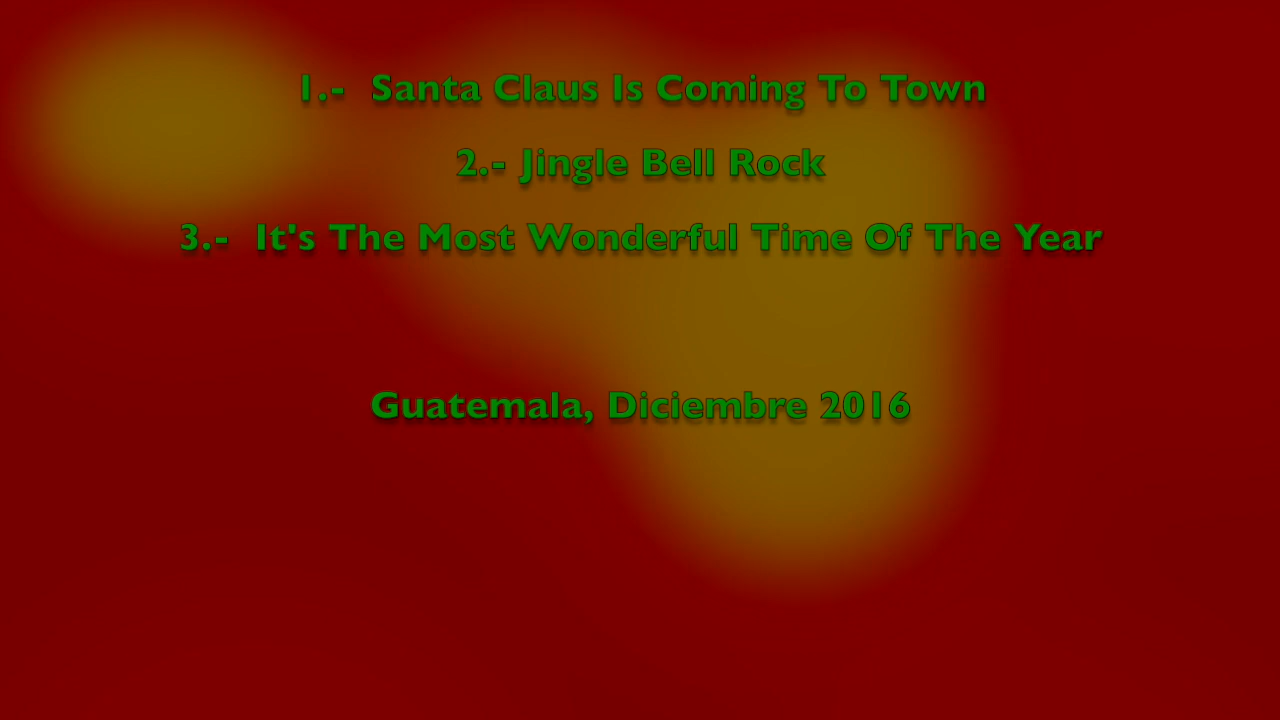 1.- Santa Claus Is Coming To Town
2.- Jingle Bell Rock
3.- It's The Most Wonderful Time Of The Year
Guatemala, Diciembre 2016